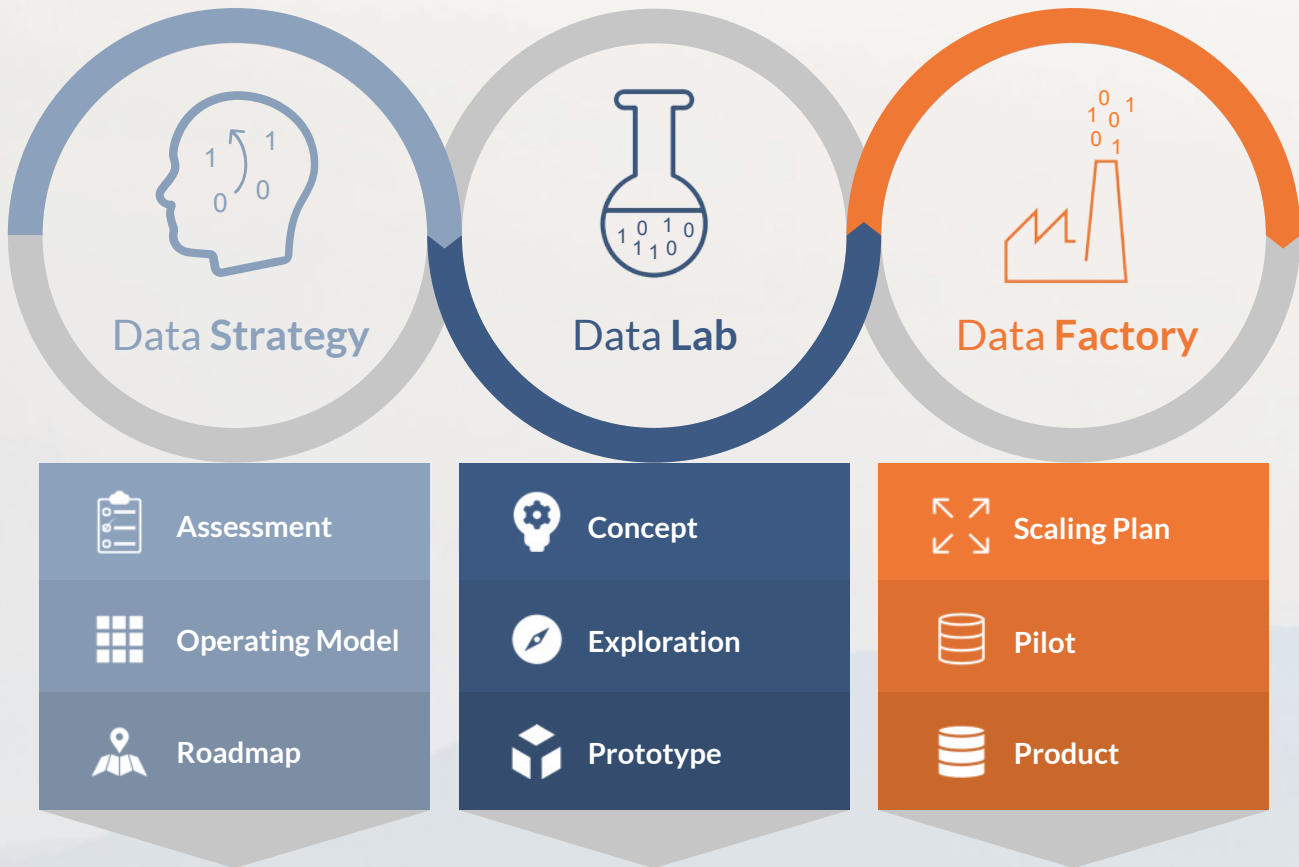 1 1
0 0
Data Strategy
Assessment
Operating Model
Roadmap
1 0 1 0
1 1 0
Data Lab
Concept
Exploration
Prototype
0 1
1 0
0 1
Data Factory
Scaling Plan
Pilot
Product